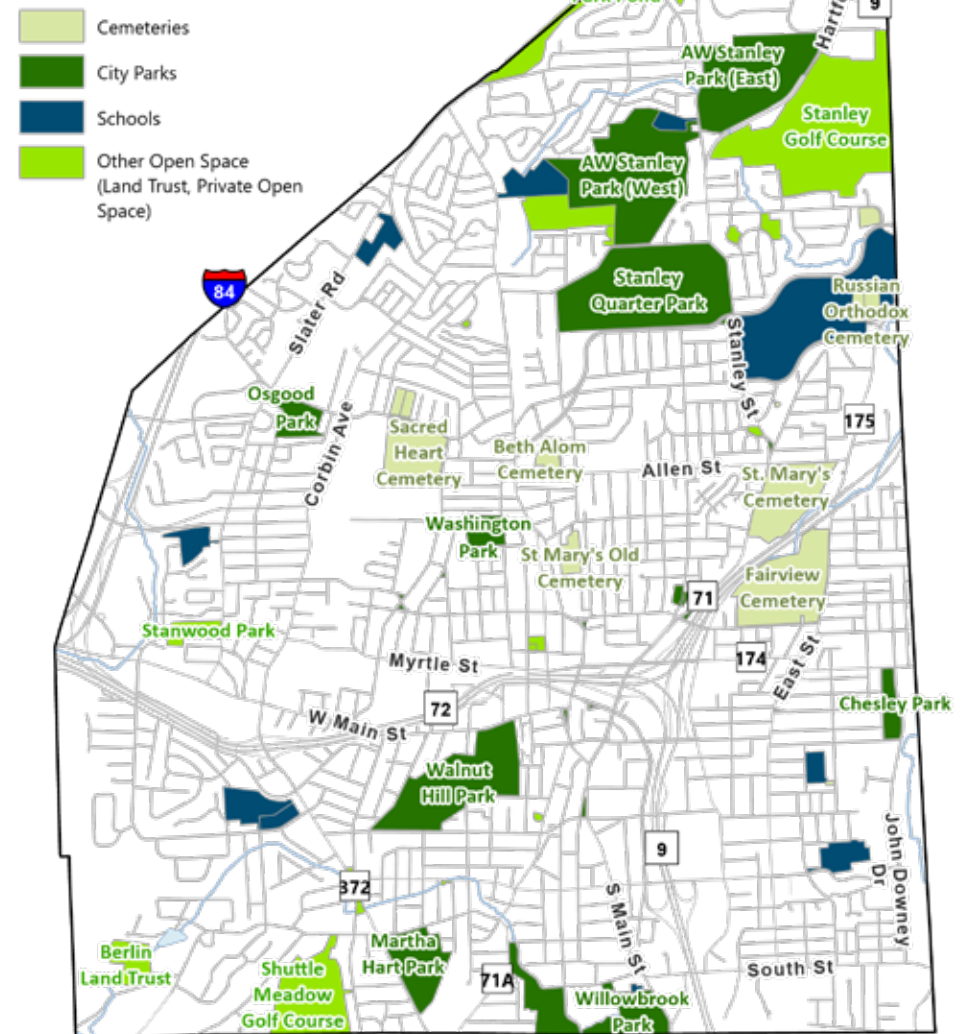 Cemeteries
City Parks
Schools
Other Open Space
(Land Trust, Private Open
Space)
9
AW Stanley
Park (East)
Stanley
Golf Course
AW Stanley
Park (West)
84
Slater Rd
Stanley
Quarter Park
Russian
Orthodox
Cemetery
Stanley St
Osgood
Park
Corbin Ave
175
Sacred
Heart
Cemetery
Beth Alom
Cemetery
Allen St
St. Mary's
Cemetery
Washington
Park
St Mary's Old
Cemetery
Fairview
Cemetery
71
Stanwood Park
Myrtle St
174
East St
72
W Main St
Chesley Park
Walnut
Hill Park
9
John Downey
Dr
372
S Main St
Martha
Hart Park
Berlin
Land Trust
Shuttle
Meadow
Golf Course
71A
South St
Willowbrook
Park